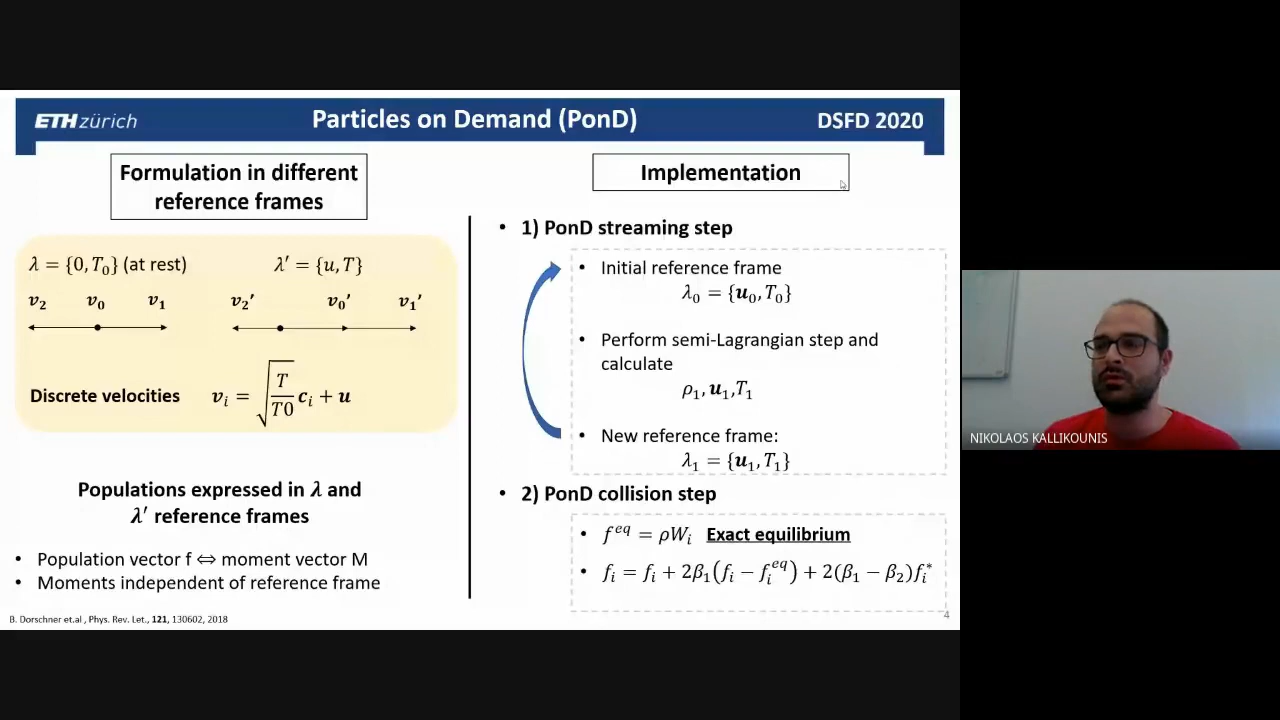 ETH zürich
Particles on Demand (PonD)
DSFD 2020
Formulation in different
reference frames
λ = {0, T₀} (at rest)
λ′ = {u, T}
v₂ v₀ v₁
v₂′ v₀′ v₁′
Discrete velocities vᵢ = √(T/T0) cᵢ + u
Populations expressed in λ and
λ′ reference frames
• Population vector f ⇔ moment vector M
• Moments independent of reference frame
B. Dorschner et.al , Phys. Rev. Let., 121, 130602, 2018
Implementation
• 1) PonD streaming step
• Initial reference frame
λ₀ = {u₀, T₀}
• Perform semi-Lagrangian step and
calculate
ρ₁, u₁,T₁
• New reference frame:
λ₁ = {u₁, T₁}
• 2) PonD collision step
• f^eq = ρWᵢ Exact equilibrium
• fᵢ = fᵢ + 2β₁(fᵢ − fᵢ^eq) + 2(β₁ − β₂)fᵢ*
4
NIKOLAOS KALLIKOUNIS